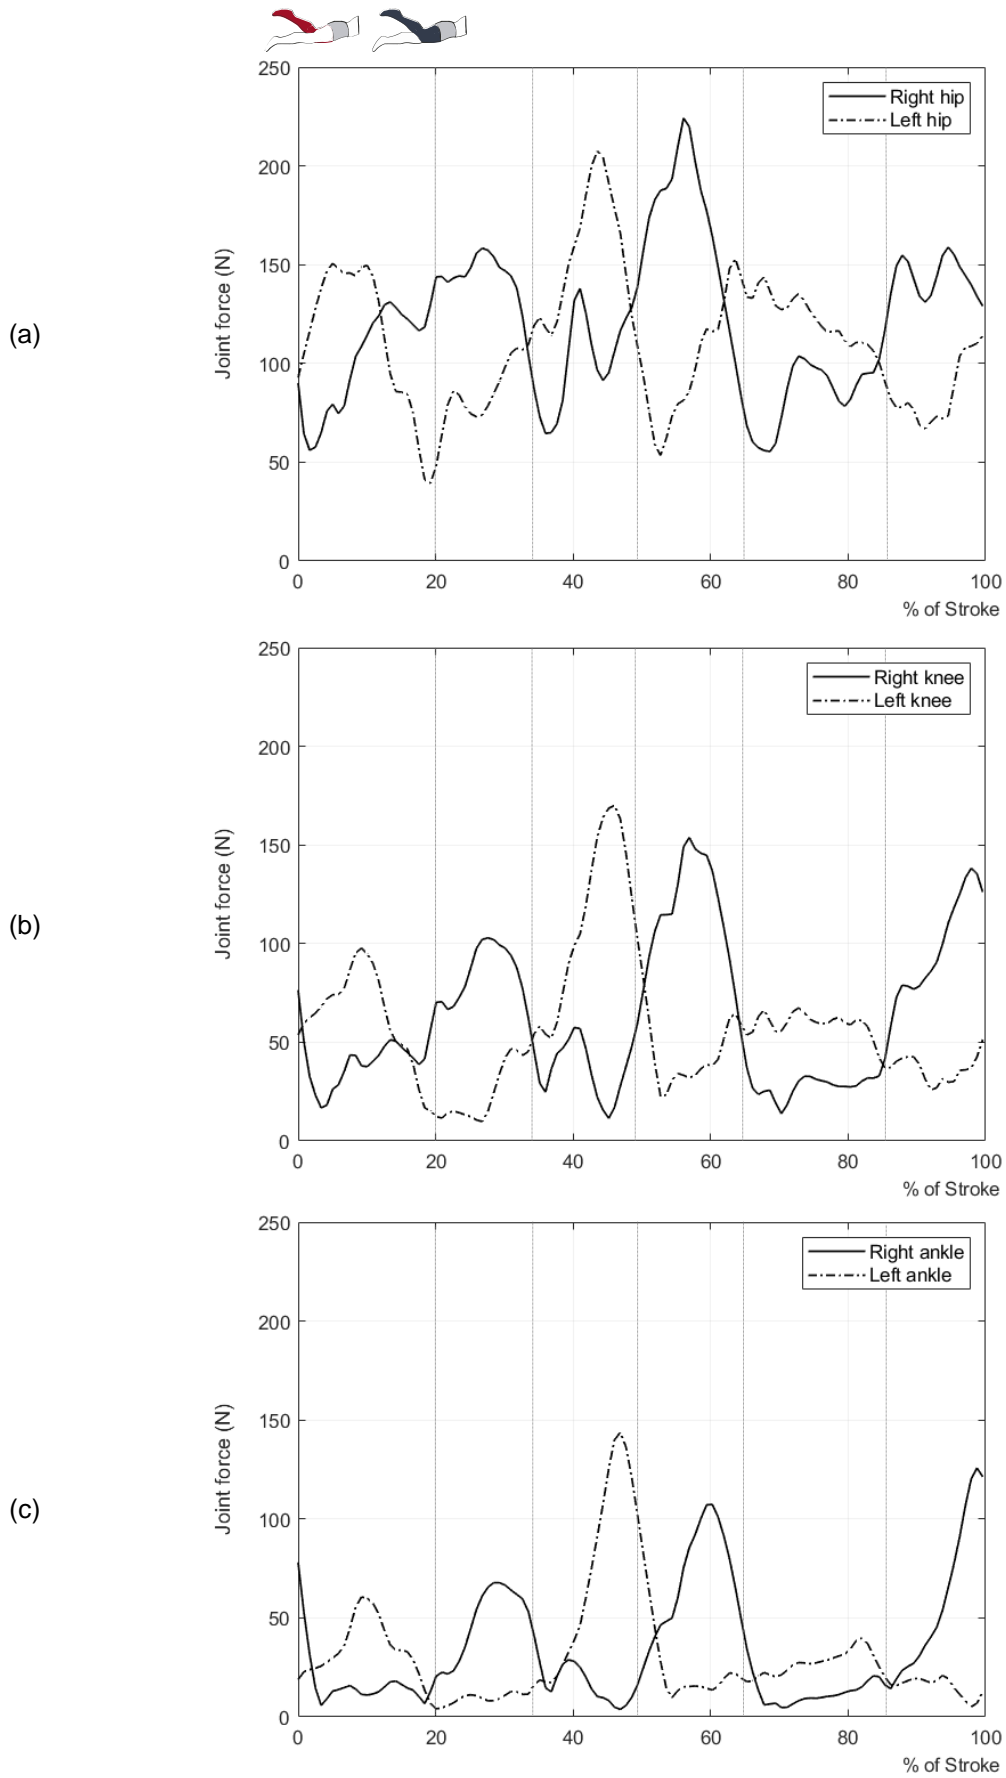 250
200
150
100
50
0
Joint force (N)
Right hip
Left hip
(a)
0 20 40 60 80 100
% of Stroke
250
200
150
100
50
0
Joint force (N)
Right knee
Left knee
(b)
0 20 40 60 80 100
% of Stroke
250
200
150
100
50
0
Joint force (N)
Right ankle
Left ankle
(c)
0 20 40 60 80 100
% of Stroke